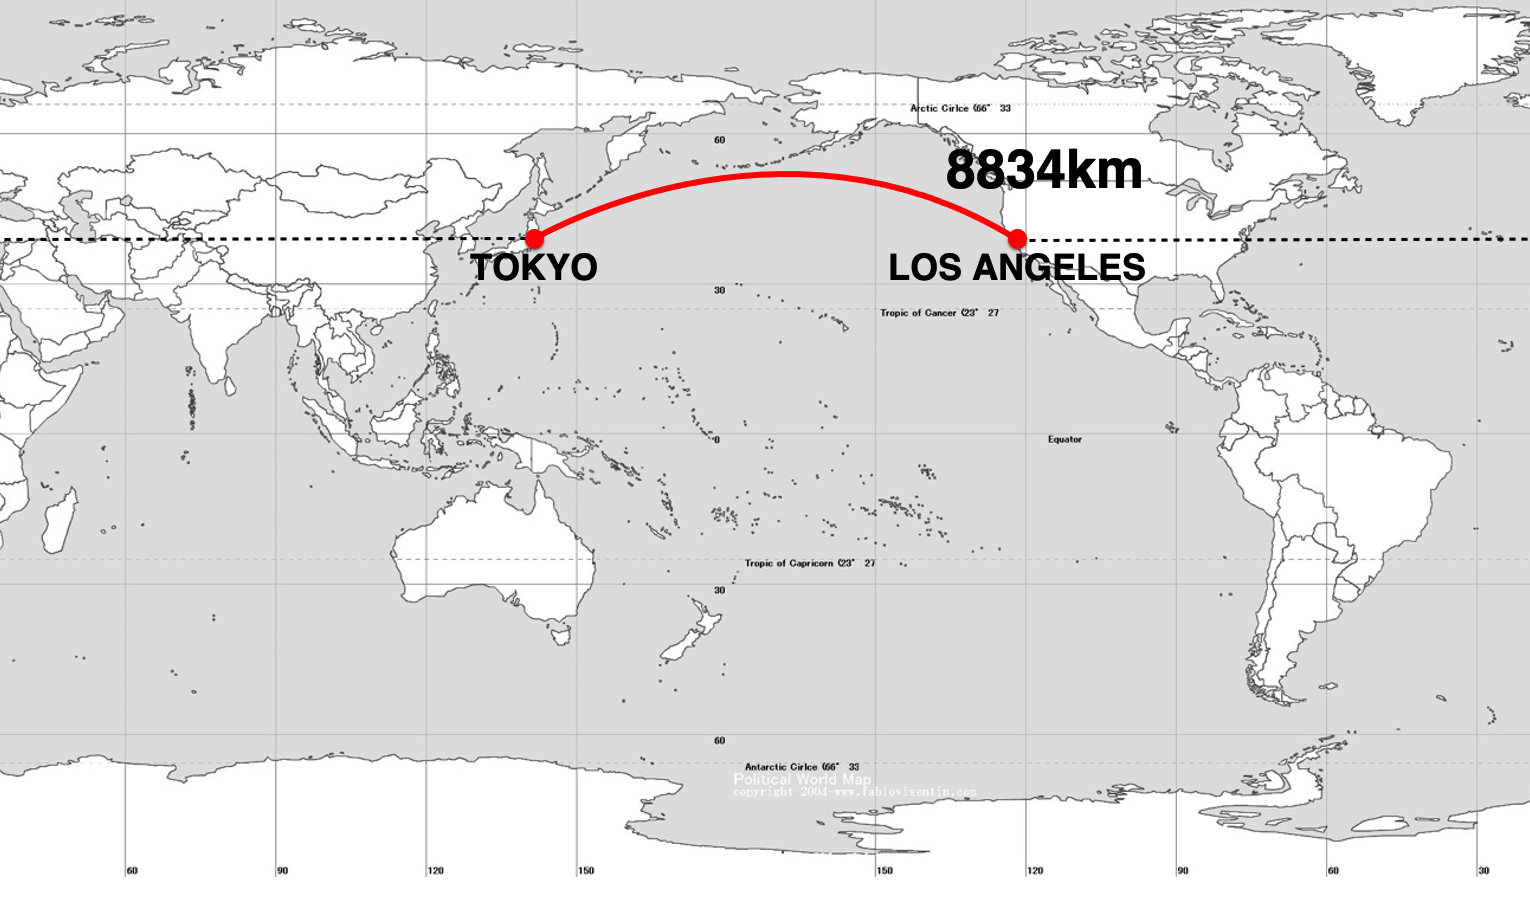 Arctic Cirlce (66° 33
60
8834km
TOKYO
LOS ANGELES
30
Tropic of Cancer (23° 27
0
Equator
Tropic of Capricorn (23° 27
30
60
Antarctic Cirlce (66° 33
Political World Map
copyright 2004-www.fabiovisentin.com
60
90
120
150
150
120
90
60
30